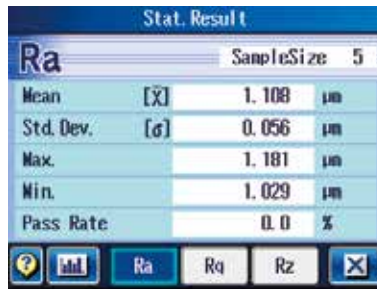 Stat. Result
Ra SampleSize 5
Mean [X̄] 1.108 μm
Std. Dev. [σ] 0.056 μm
Max. 1.181 μm
Min. 1.029 μm
Pass Rate 0.0 %
? Ra Rq Rz X